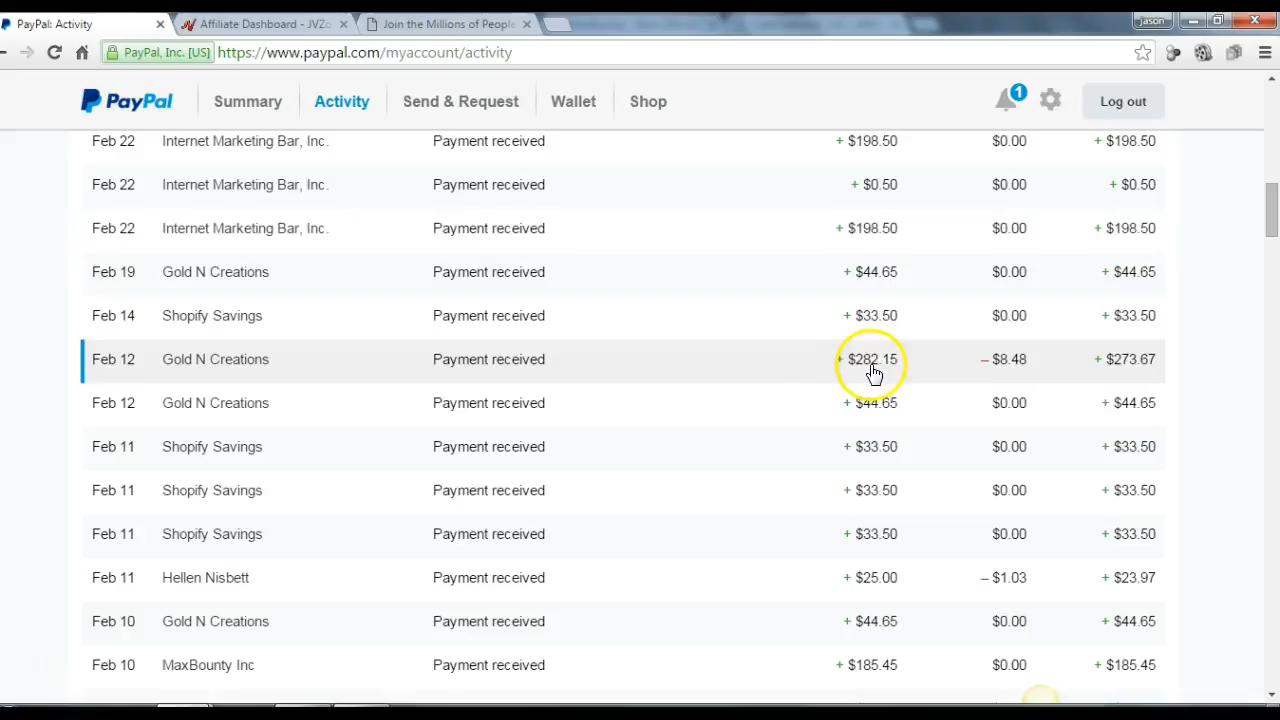 PayPal: Activity
Affiliate Dashboard - JVZo
Join the Millions of People
jason
PayPal, Inc. [US] https://www.paypal.com/myaccount/activity
PayPal Summary Activity Send & Request Wallet Shop 1 Log out
Feb 22 Internet Marketing Bar, Inc. Payment received + $198.50 $0.00 + $198.50
Feb 22 Internet Marketing Bar, Inc. Payment received + $0.50 $0.00 + $0.50
Feb 22 Internet Marketing Bar, Inc. Payment received + $198.50 $0.00 + $198.50
Feb 19 Gold N Creations Payment received + $44.65 $0.00 + $44.65
Feb 14 Shopify Savings Payment received + $33.50 $0.00 + $33.50
Feb 12 Gold N Creations Payment received + $282.15 – $8.48 + $273.67
Feb 12 Gold N Creations Payment received + $44.65 $0.00 + $44.65
Feb 11 Shopify Savings Payment received + $33.50 $0.00 + $33.50
Feb 11 Shopify Savings Payment received + $33.50 $0.00 + $33.50
Feb 11 Shopify Savings Payment received + $33.50 $0.00 + $33.50
Feb 11 Hellen Nisbett Payment received + $25.00 – $1.03 + $23.97
Feb 10 Gold N Creations Payment received + $44.65 $0.00 + $44.65
Feb 10 MaxBounty Inc Payment received + $185.45 $0.00 + $185.45